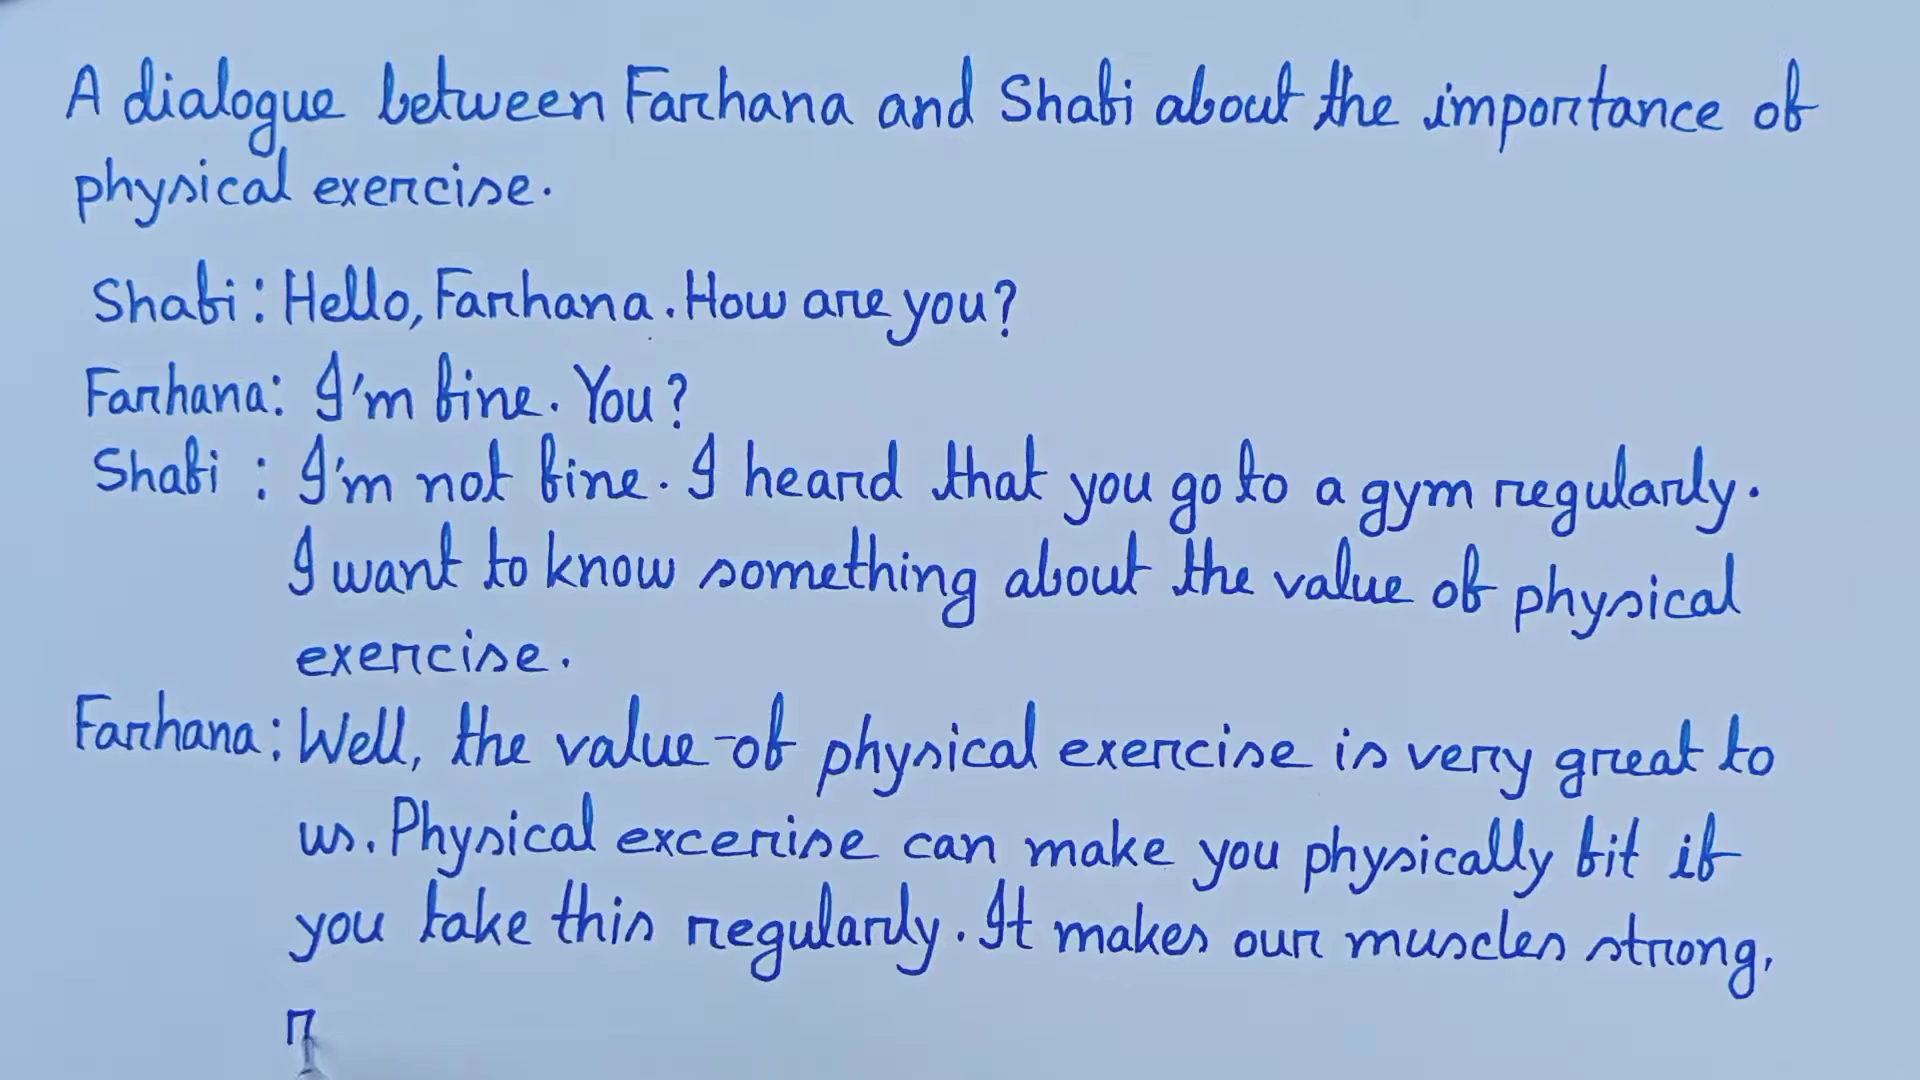 A dialogue between Farhana and Shafi about the importance of
physical exercise.
Shafi: Hello, Farhana. How are you?
Farhana: I'm fine. You?
Shafi : I'm not fine. I heard that you go to a gym regularly.
I want to know something about the value of physical
exercise.
Farhana: Well, the value of physical exercise is very great to
us. Physical excerise can make you physically fit if
you take this regularly. It makes our muscles strong,
r